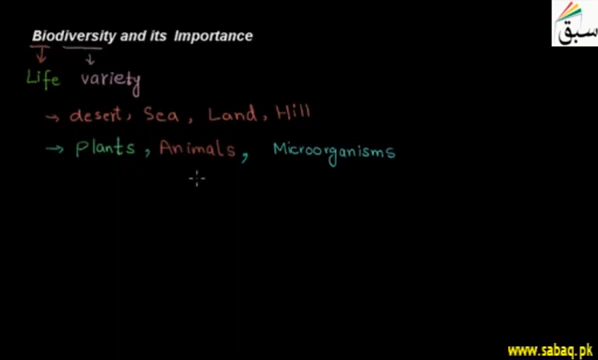 Biodiversity and its Importance
سبق
Life variety
→ desert, Sea, Land, Hill
→ plants, Animals, Microorganisms
www.sabaq.pk